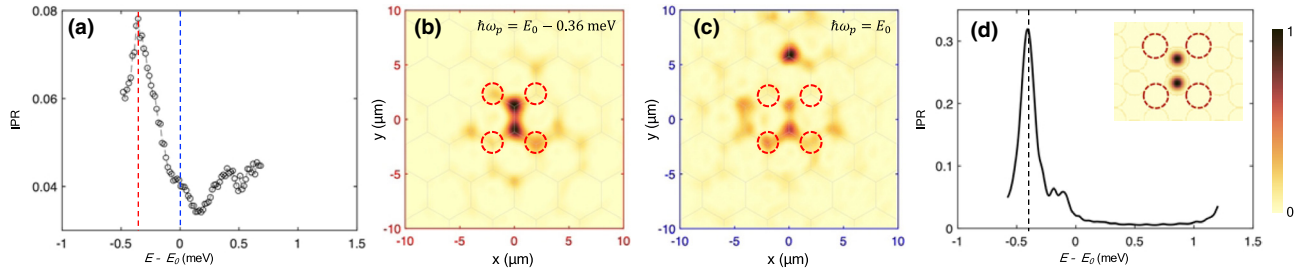 (a)
IPR
0.08
0.06
0.04
-1 -0.5 0 0.5 1 1.5
E - E0 (meV)
(b)
ℏωp = E0 − 0.36 meV
y (μm)
10
5
0
-5
-10
-10 -5 0 5 10
x (μm)
(c)
ℏωp = E0
y (μm)
10
5
0
-5
-10
-10 -5 0 5 10
x (μm)
(d)
IPR
0.3
0.2
0.1
0
-1 -0.5 0 0.5 1 1.5
E - E0 (meV)
1
0